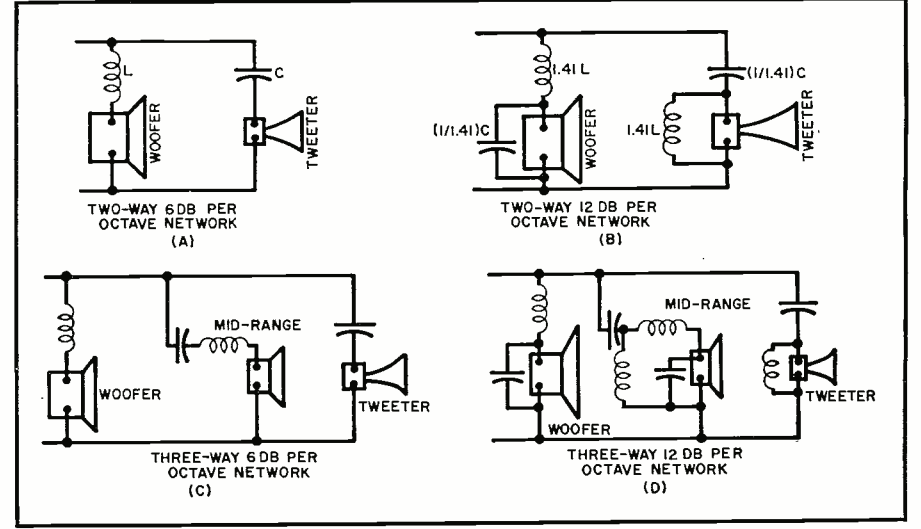 L
C
WOOFER
TWEETER
TWO-WAY 6 DB PER
OCTAVE NETWORK
(A)
1.41 L
(1/1.41)C
(1/1.41)C
1.41L
WOOFER
TWEETER
TWO-WAY 12 DB PER
OCTAVE NETWORK
(B)
MID-RANGE
WOOFER
TWEETER
THREE-WAY 6 DB PER
OCTAVE NETWORK
(C)
MID-RANGE
WOOFER
TWEETER
THREE-WAY 12 DB PER
OCTAVE NETWORK
(D)